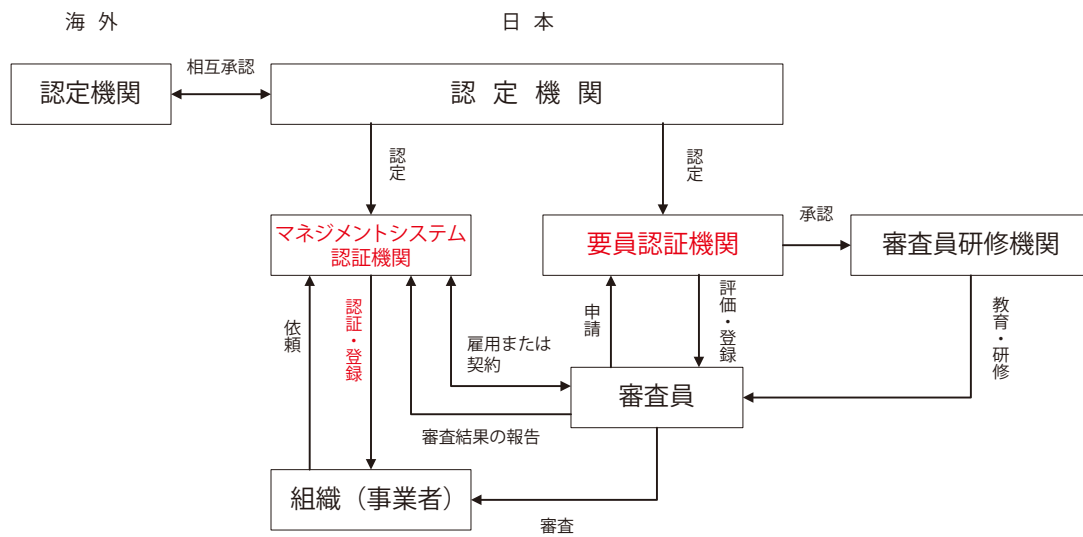 海 外
日 本
認定機関
相互承認
認 定 機 関
認定
認定
マネジメントシステム
認証機関
要員認証機関
承認
審査員研修機関
依頼
認証・登録
雇用または
契約
申請
評価・登録
教育・研修
審査員
審査結果の報告
組織（事業者）
審査